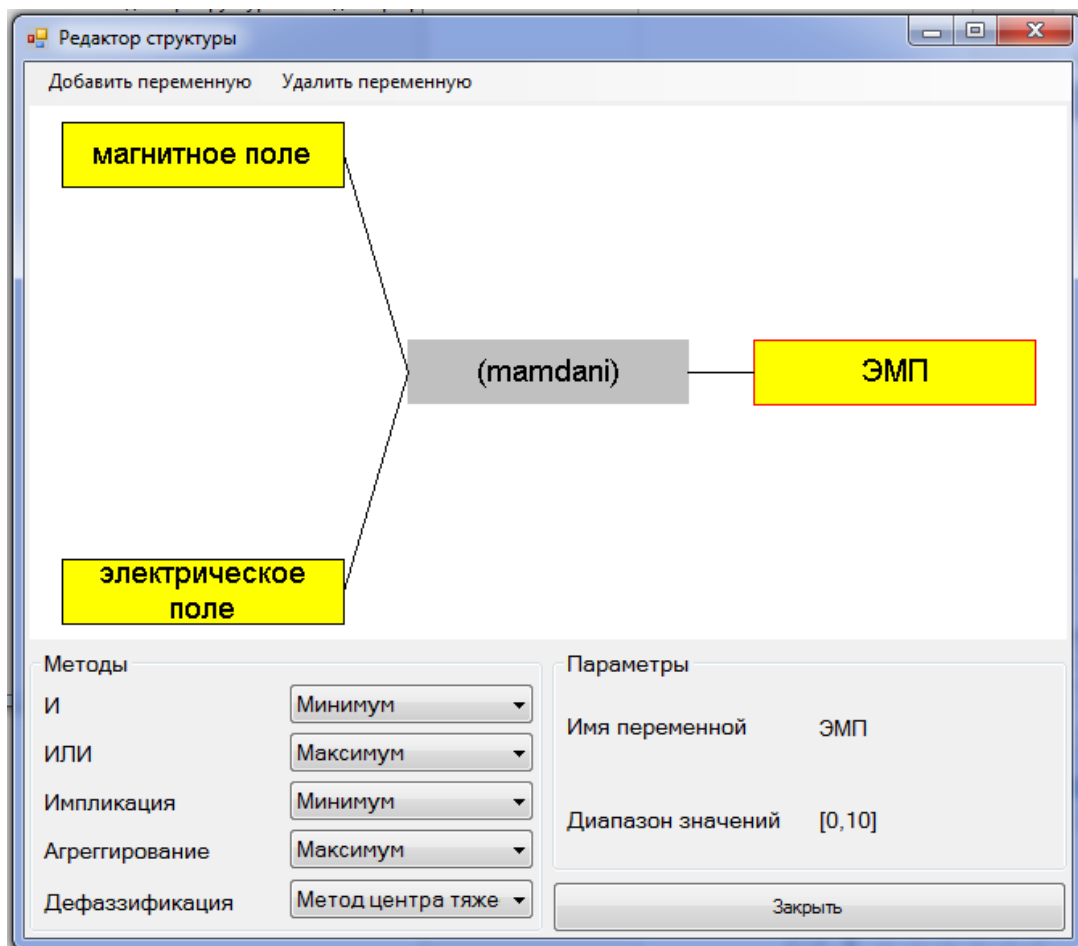 Редактор структуры
Добавить переменную Удалить переменную
магнитное поле
(mamdani) ЭМП
электрическое
поле
Методы
И Минимум
ИЛИ Максимум
Импликация Минимум
Агреггирование Максимум
Дефаззификация Метод центра тяже
Параметры
Имя переменной ЭМП
Диапазон значений [0,10]
Закрыть